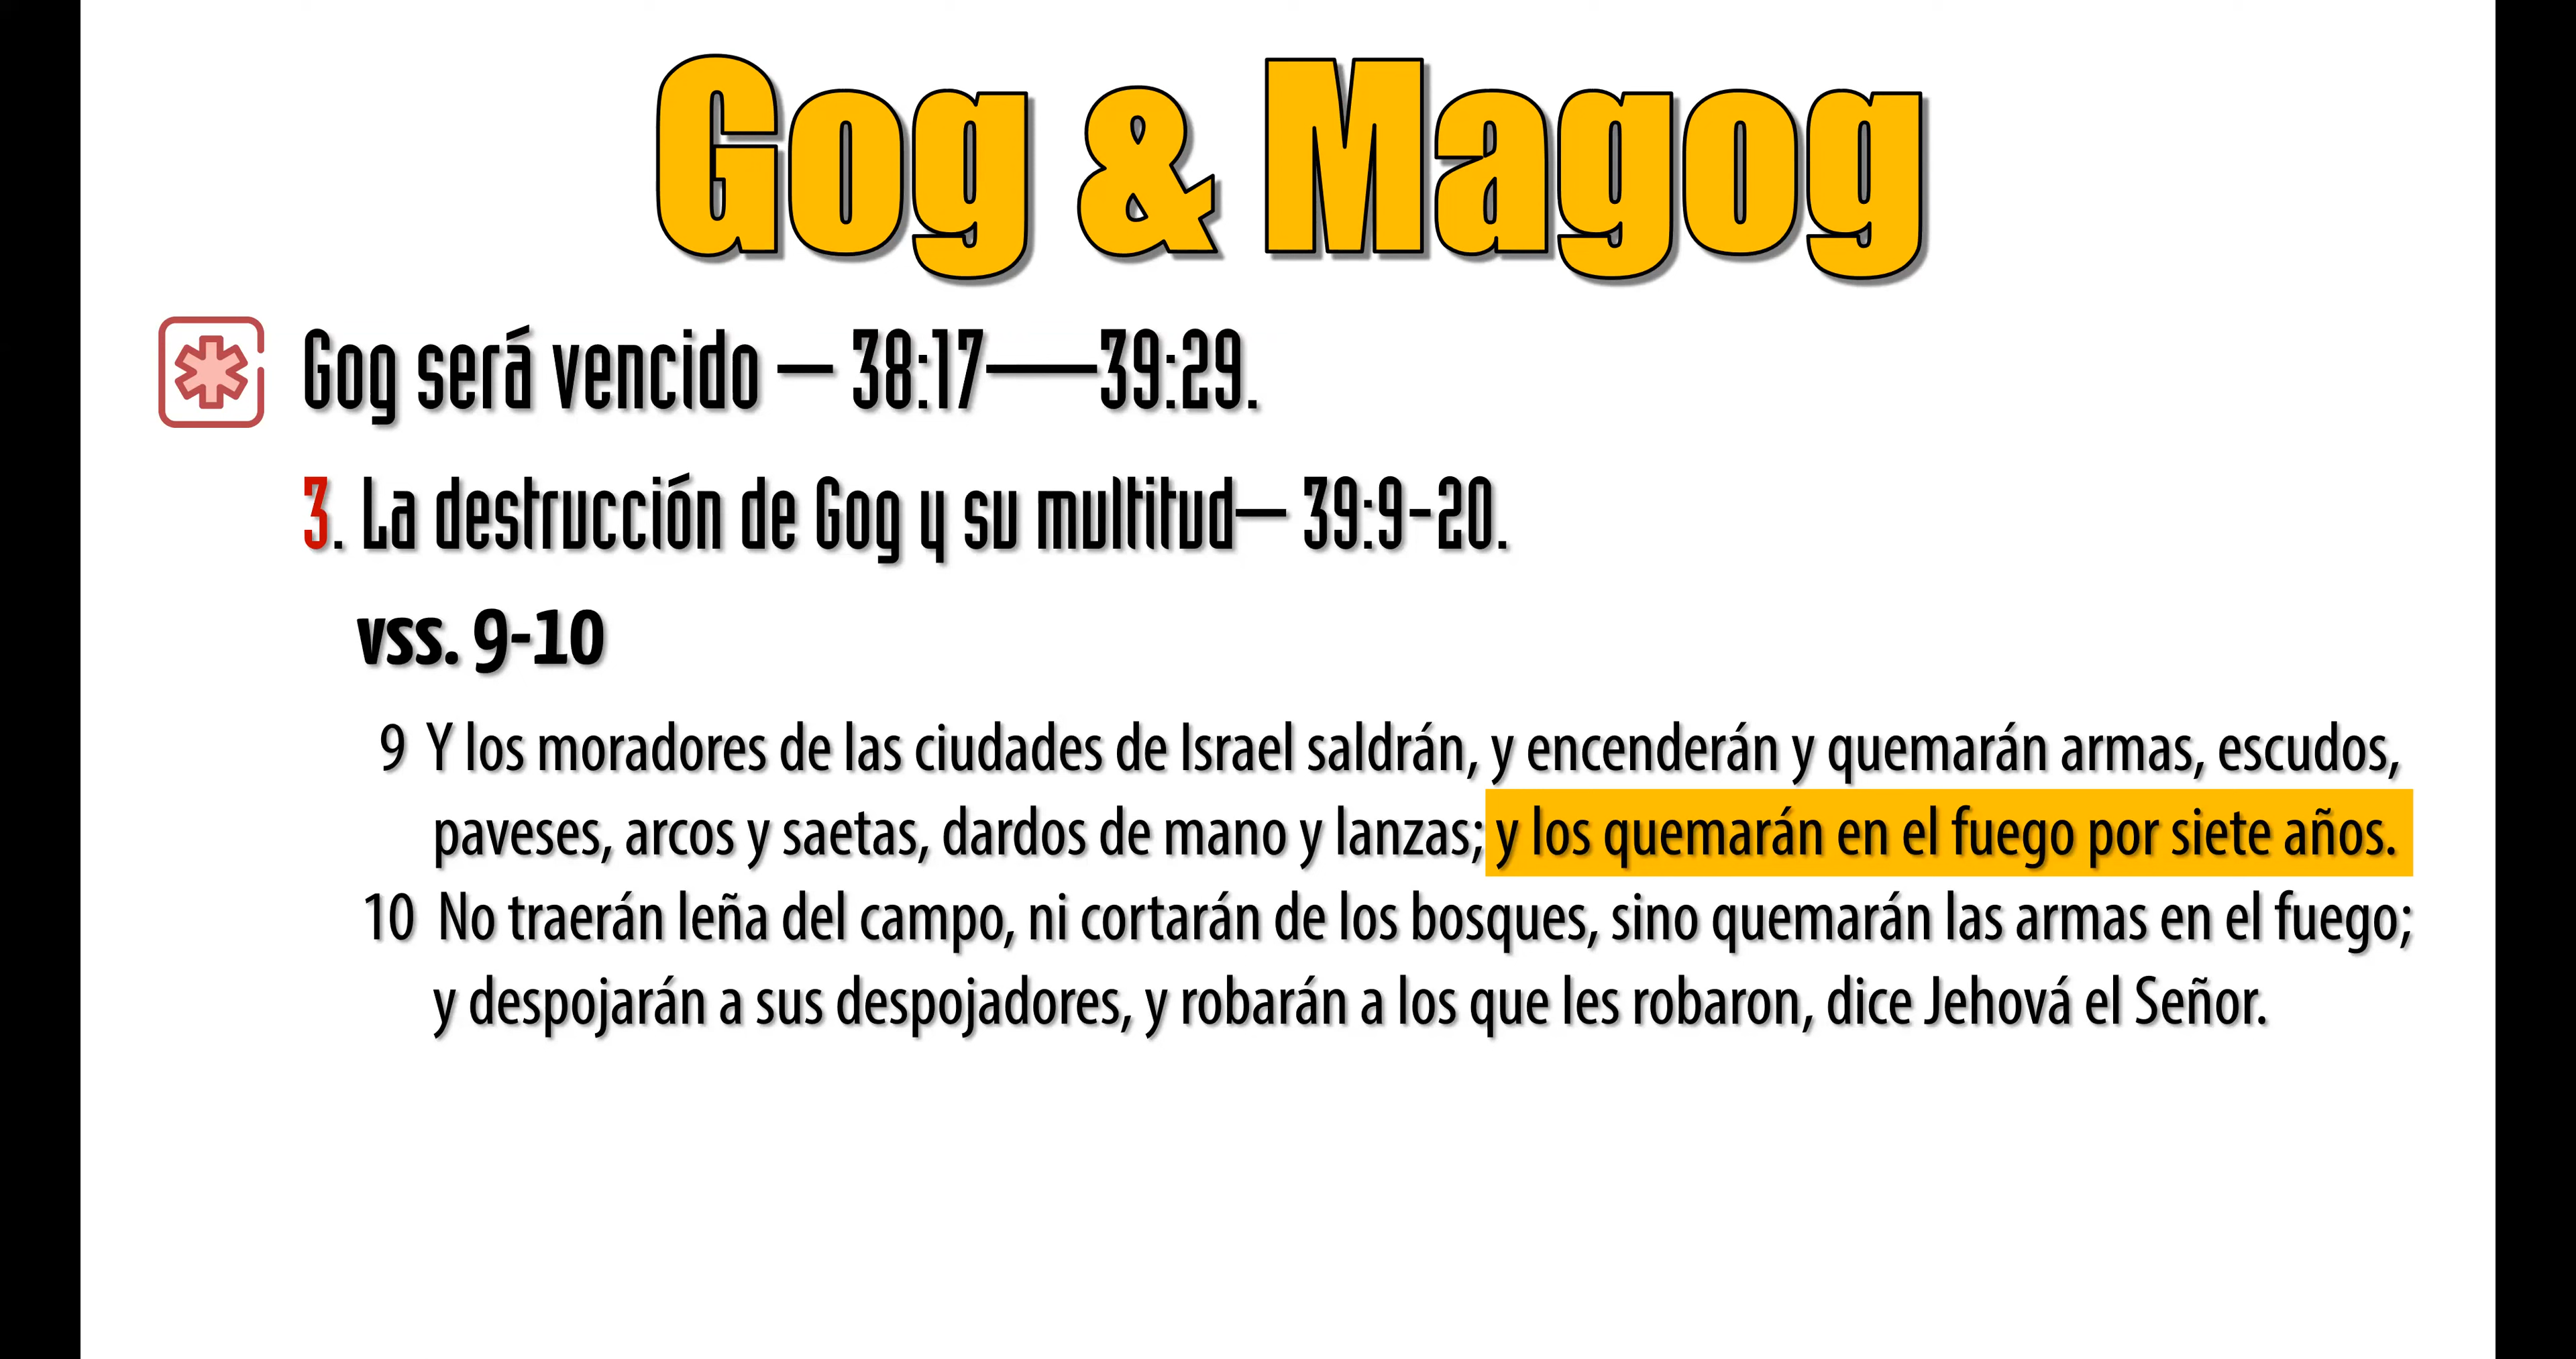 Gog & Magog
Gog será vencido — 38:17——39:29.
3. La destrucción de Gog y su multitud— 39:9-20.
vss. 9-10
9 Y los moradores de las ciudades de Israel saldrán, y encenderán y quemarán armas, escudos,
paveses, arcos y saetas, dardos de mano y lanzas; y los quemarán en el fuego por siete años.
10 No traerán leña del campo, ni cortarán de los bosques, sino quemarán las armas en el fuego;
y despojarán a sus despojadores, y robarán a los que les robaron, dice Jehová el Señor.